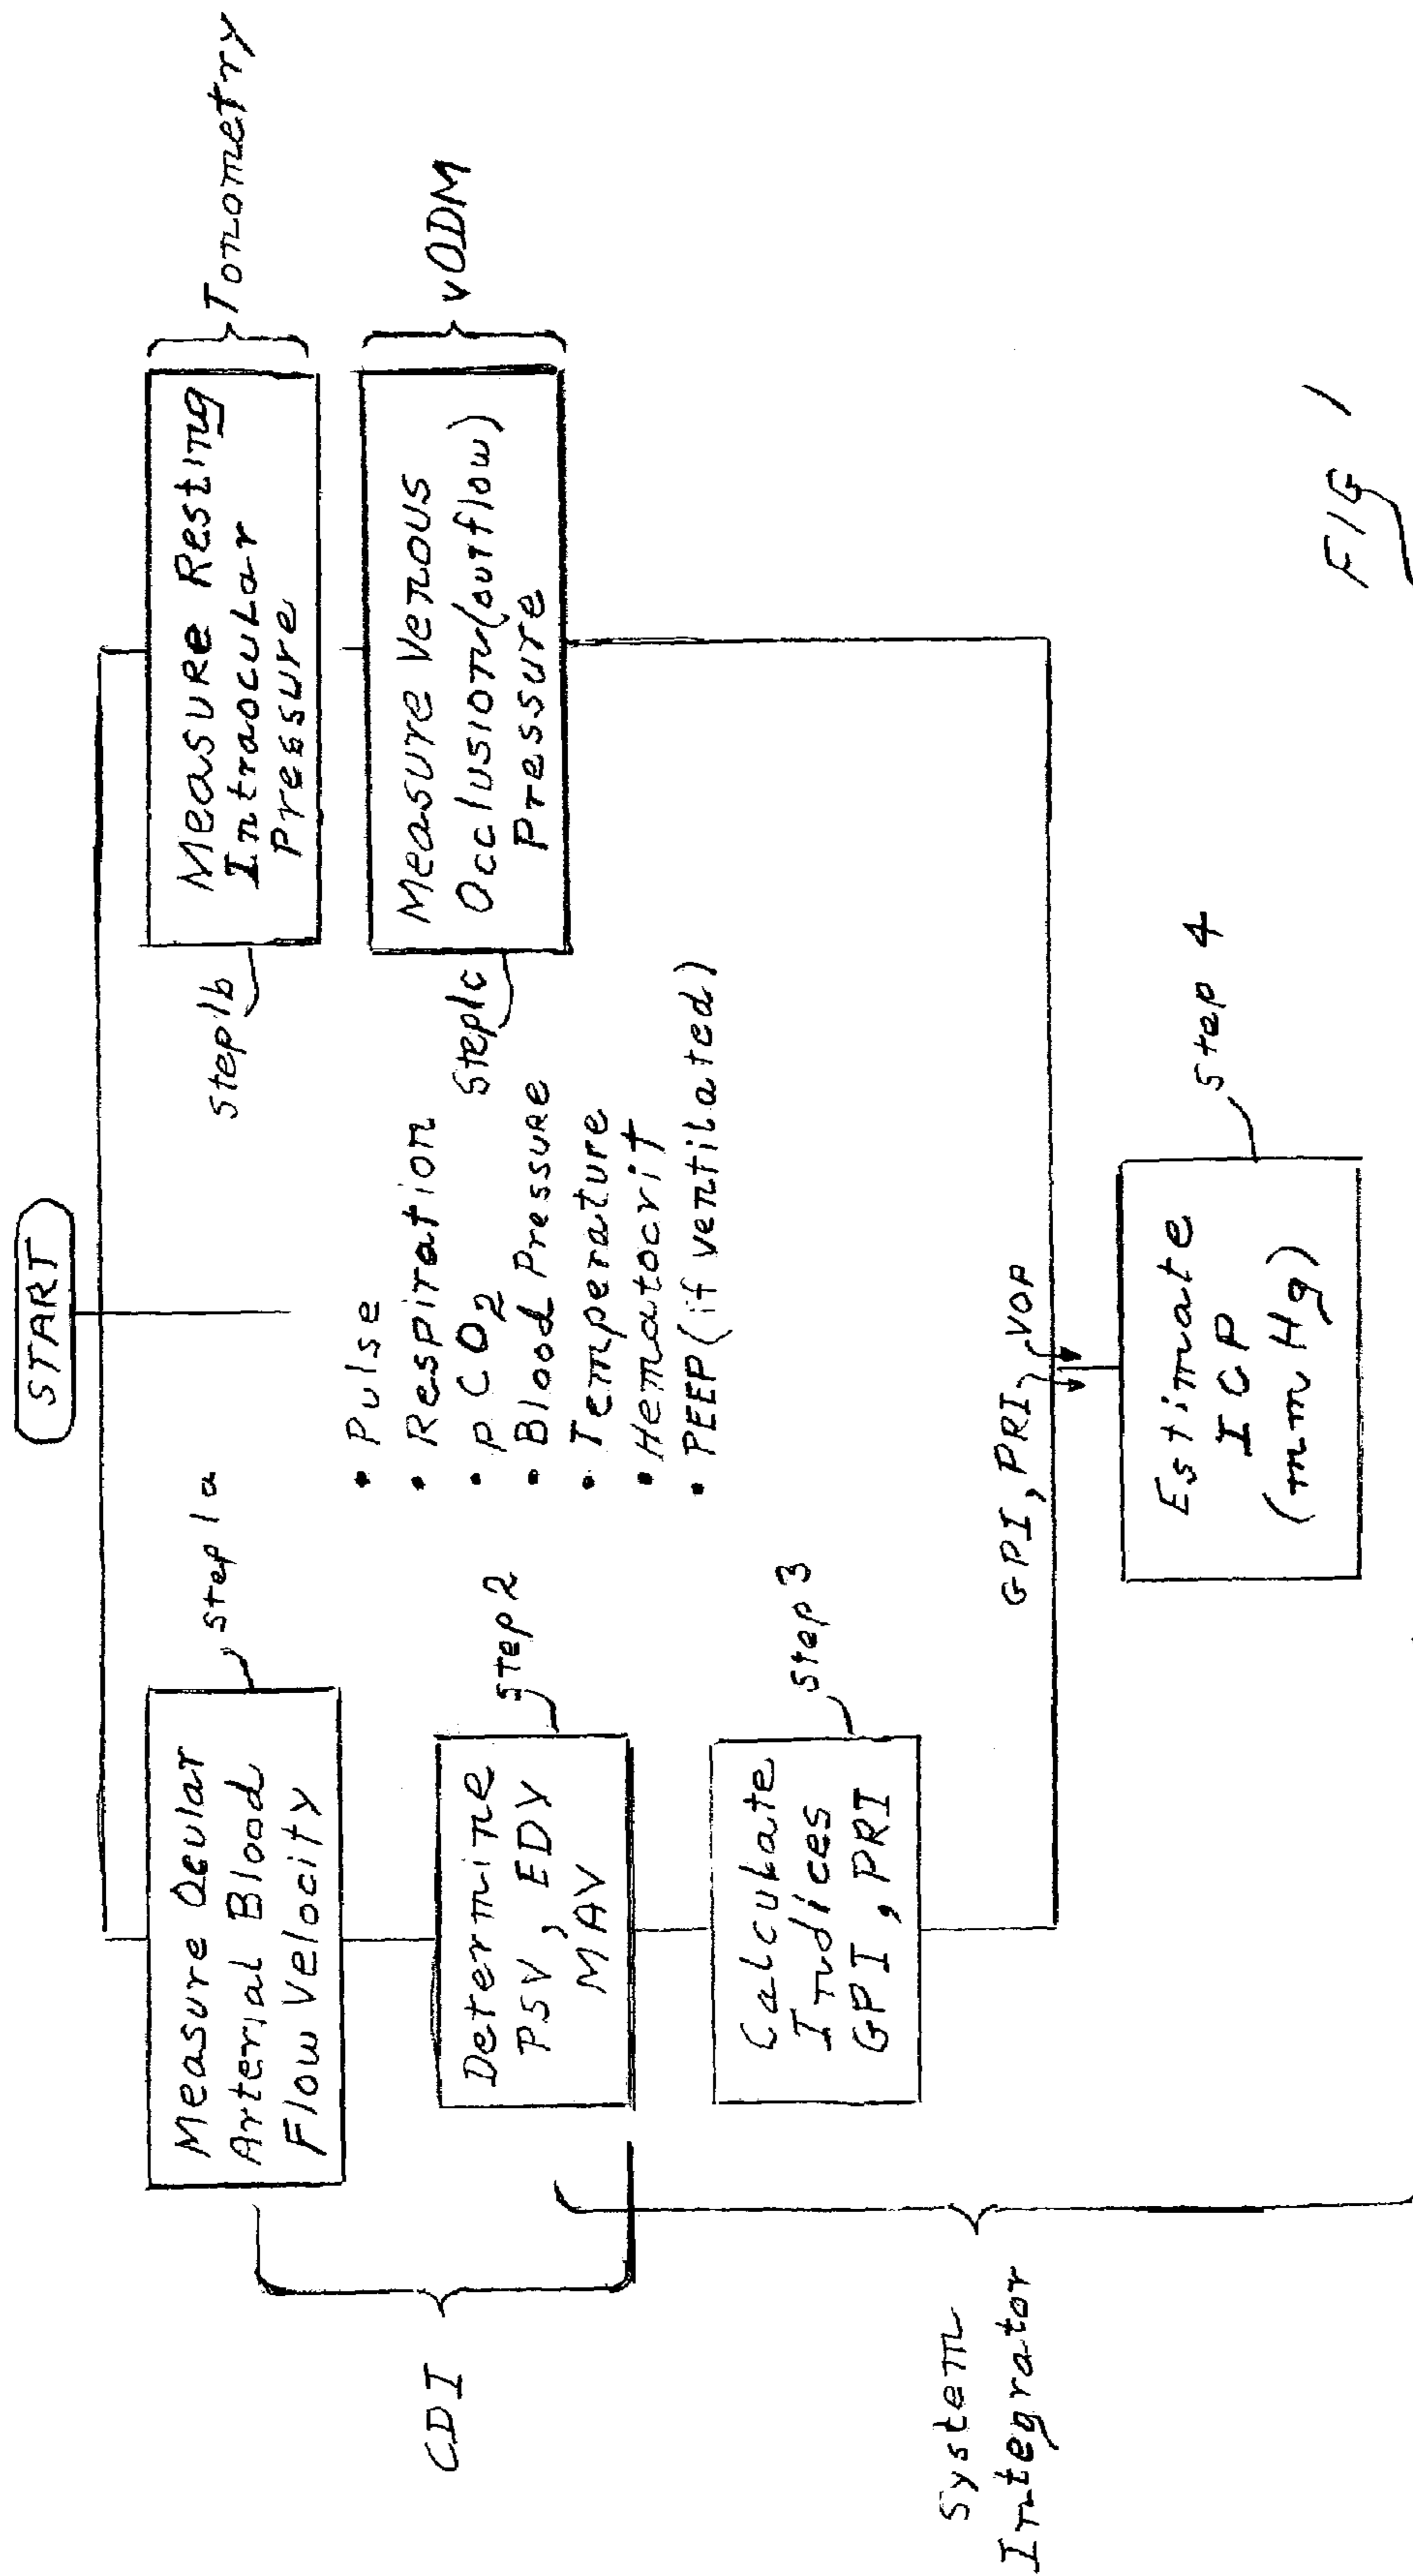 START
Measure Ocular
Arterial Blood
Flow Velocity
Step 1a
Determine
PSV, EDV
MAV
Step 2
Calculate
Indices
GPI, PRI
Step 3
CDI
System
Integrator
• Pulse
• Respiration
• pCO2
• Blood Pressure
• Temperature
• Hematocrit
• PEEP (if ventilated)
Step 1b
Measure Resting
Intraocular
Pressure
Tonometry
Step 1c
Measure Venous
Occlusion (outflow)
Pressure
vODM
GPI, PRI, VOP
Estimate
ICP
(mm Hg)
Step 4
FIG 1